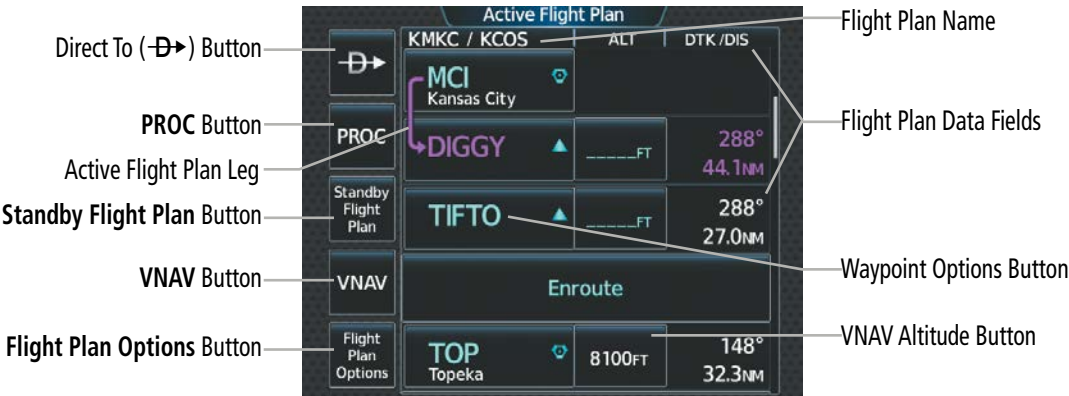 Direct To ( D ) Button
PROC Button
Active Flight Plan Leg
Standby Flight Plan Button
VNAV Button
Flight Plan Options Button
Active Flight Plan
KMKC / KCOS ALT DTK /DIS
D
MCI
Kansas City
PROC
DIGGY _____FT 288°
44.1NM
Standby
Flight
Plan
TIFTO _____FT 288°
27.0NM
VNAV
Enroute
Flight
Plan
Options
TOP
Topeka
8100FT
148°
32.3NM
Flight Plan Name
Flight Plan Data Fields
Waypoint Options Button
VNAV Altitude Button